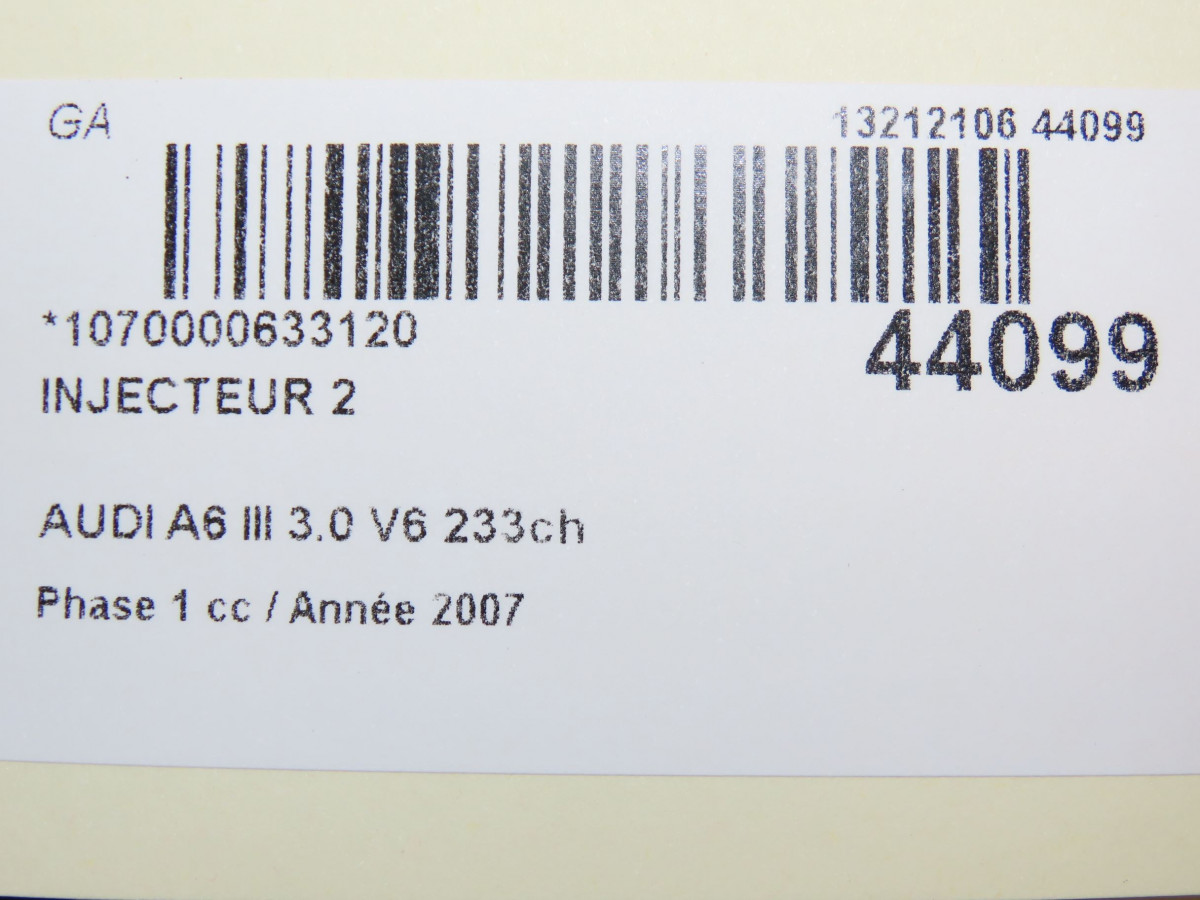 GA
13212106 44099
*1070000633120
44099
INJECTEUR 2
AUDI A6 III 3.0 V6 233ch
Phase 1 cc / Année 2007